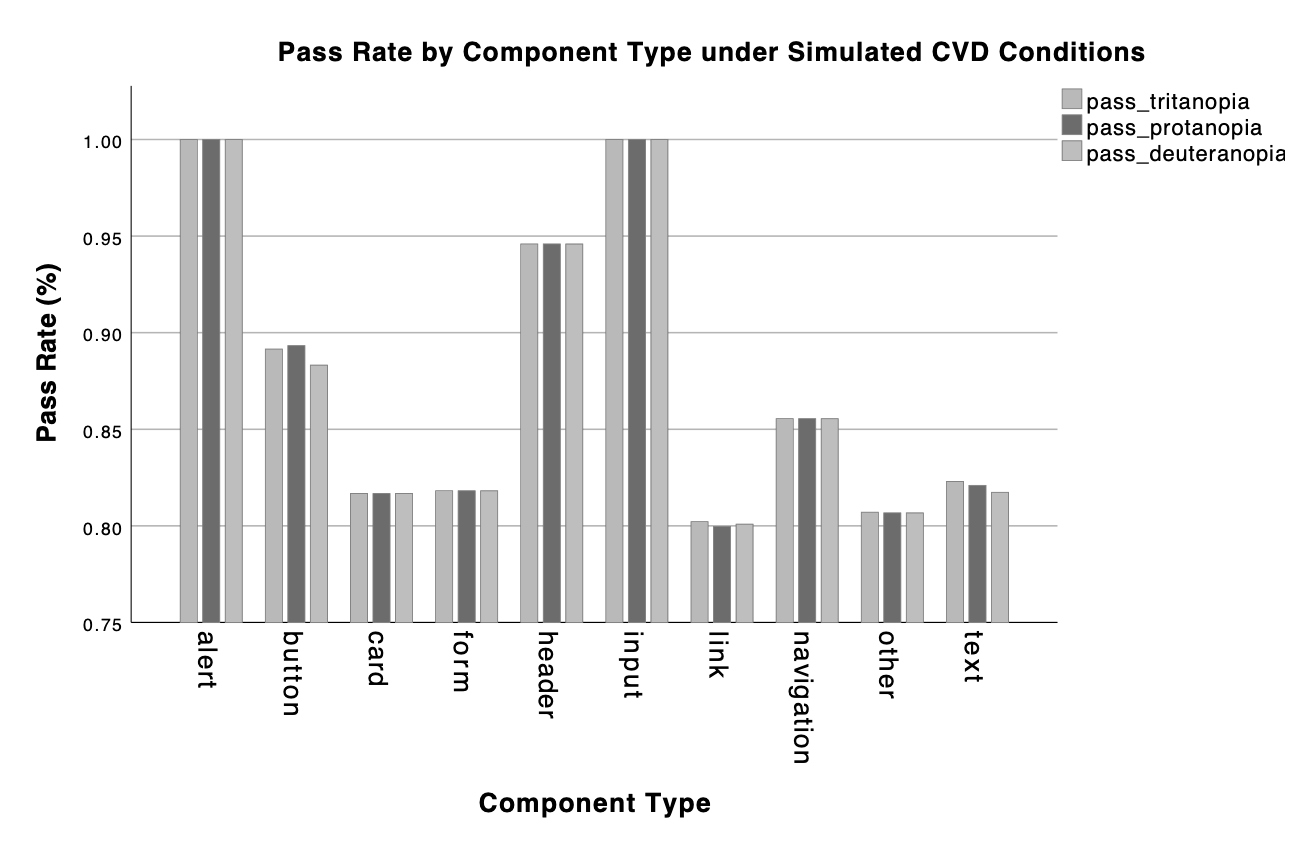 Pass Rate by Component Type under Simulated CVD Conditions
pass_tritanopia
pass_protanopia
pass_deuteranopia
Pass Rate (%)
1.00
0.95
0.90
0.85
0.80
0.75
alert
button
card
form
header
input
link
navigation
other
text
Component Type